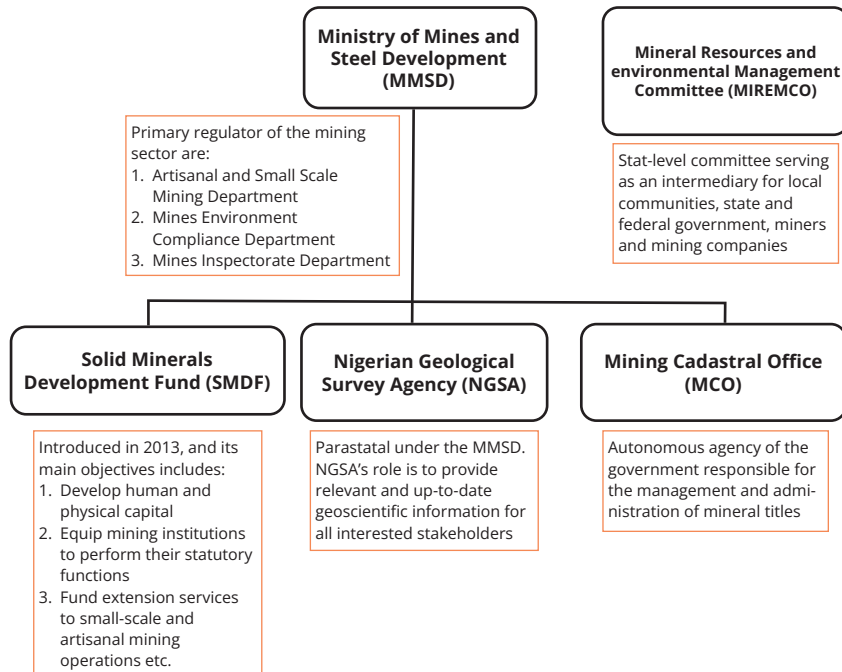 Ministry of Mines and
Steel Development
(MMSD)
Mineral Resources and
environmental Management
Committee (MIREMCO)
Primary regulator of the mining
sector are:
1. Artisanal and Small Scale
Mining Department
2. Mines Environment
Compliance Department
3. Mines Inspectorate Department
Stat-level committee serving
as an intermediary for local
communities, state and
federal government, miners
and mining companies
Solid Minerals
Development Fund (SMDF)
Nigerian Geological
Survey Agency (NGSA)
Mining Cadastral Office
(MCO)
Introduced in 2013, and its
main objectives includes:
1. Develop human and
physical capital
2. Equip mining institutions
to perform their statutory
functions
3. Fund extension services
to small-scale and
artisanal mining
operations etc.
Parastatal under the MMSD.
NGSA’s role is to provide
relevant and up-to-date
geoscientific information for
all interested stakeholders
Autonomous agency of the
government responsible for
the management and admi-
nistration of mineral titles